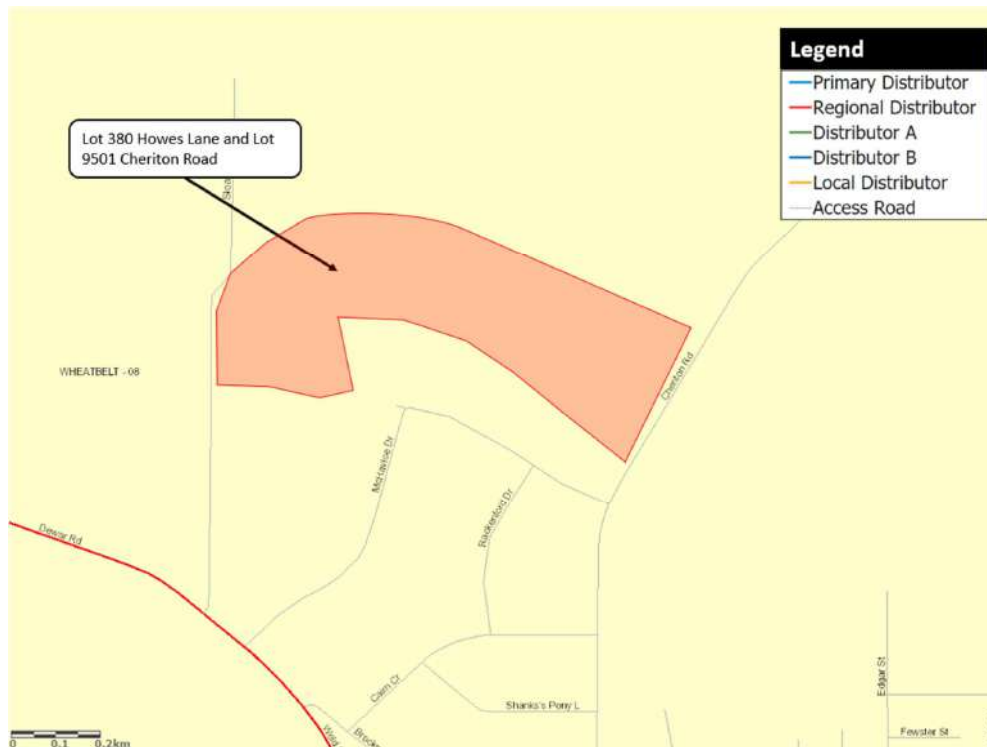 Legend
Primary Distributor
Regional Distributor
Distributor A
Distributor B
Local Distributor
Access Road
Lot 380 Howes Lane and Lot
9501 Cheriton Road
Cheriton Rd
WHEATBELT - 08
Dewar Rd
Rackentors Dr
Edgar St
Cairn Cr
Shanks's Pony L
Fewster St
0 0.1 0.2km